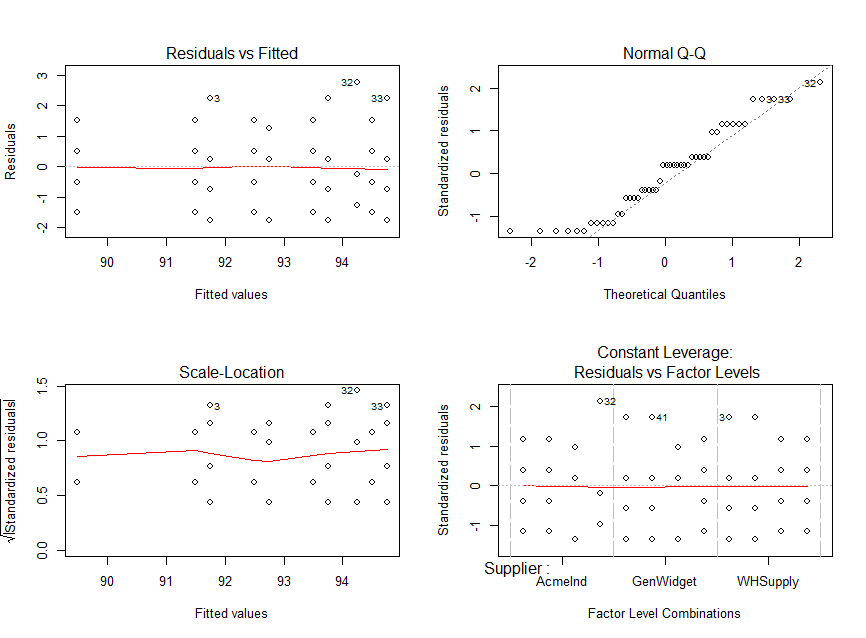 Residuals vs Fitted
Residuals
3
2
1
0
-1
-2
32
3
33
90 91 92 93 94
Fitted values
Normal Q-Q
Standardized residuals
2
1
0
-1
32
3 33
-2 -1 0 1 2
Theoretical Quantiles
Scale-Location
√|Standardized residuals|
1.5
1.0
0.5
0.0
32
3
33
90 91 92 93 94
Fitted values
Constant Leverage:
Residuals vs Factor Levels
Standardized residuals
2
1
0
-1
32
41
3
Supplier :
AcmeInd GenWidget WHSupply
Factor Level Combinations